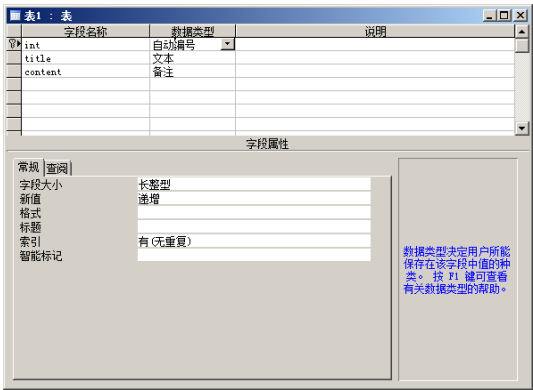 表1 : 表
字段名称 数据类型 说明
int 自动编号
title 文本
content 备注
字段属性
常规 查阅
字段大小 长整型
新值 递增
格式
标题
索引 有(无重复)
智能标记
数据类型决定用户所能
保存在该字段中值的种
类。 按 F1 键可查看
有关数据类型的帮助。